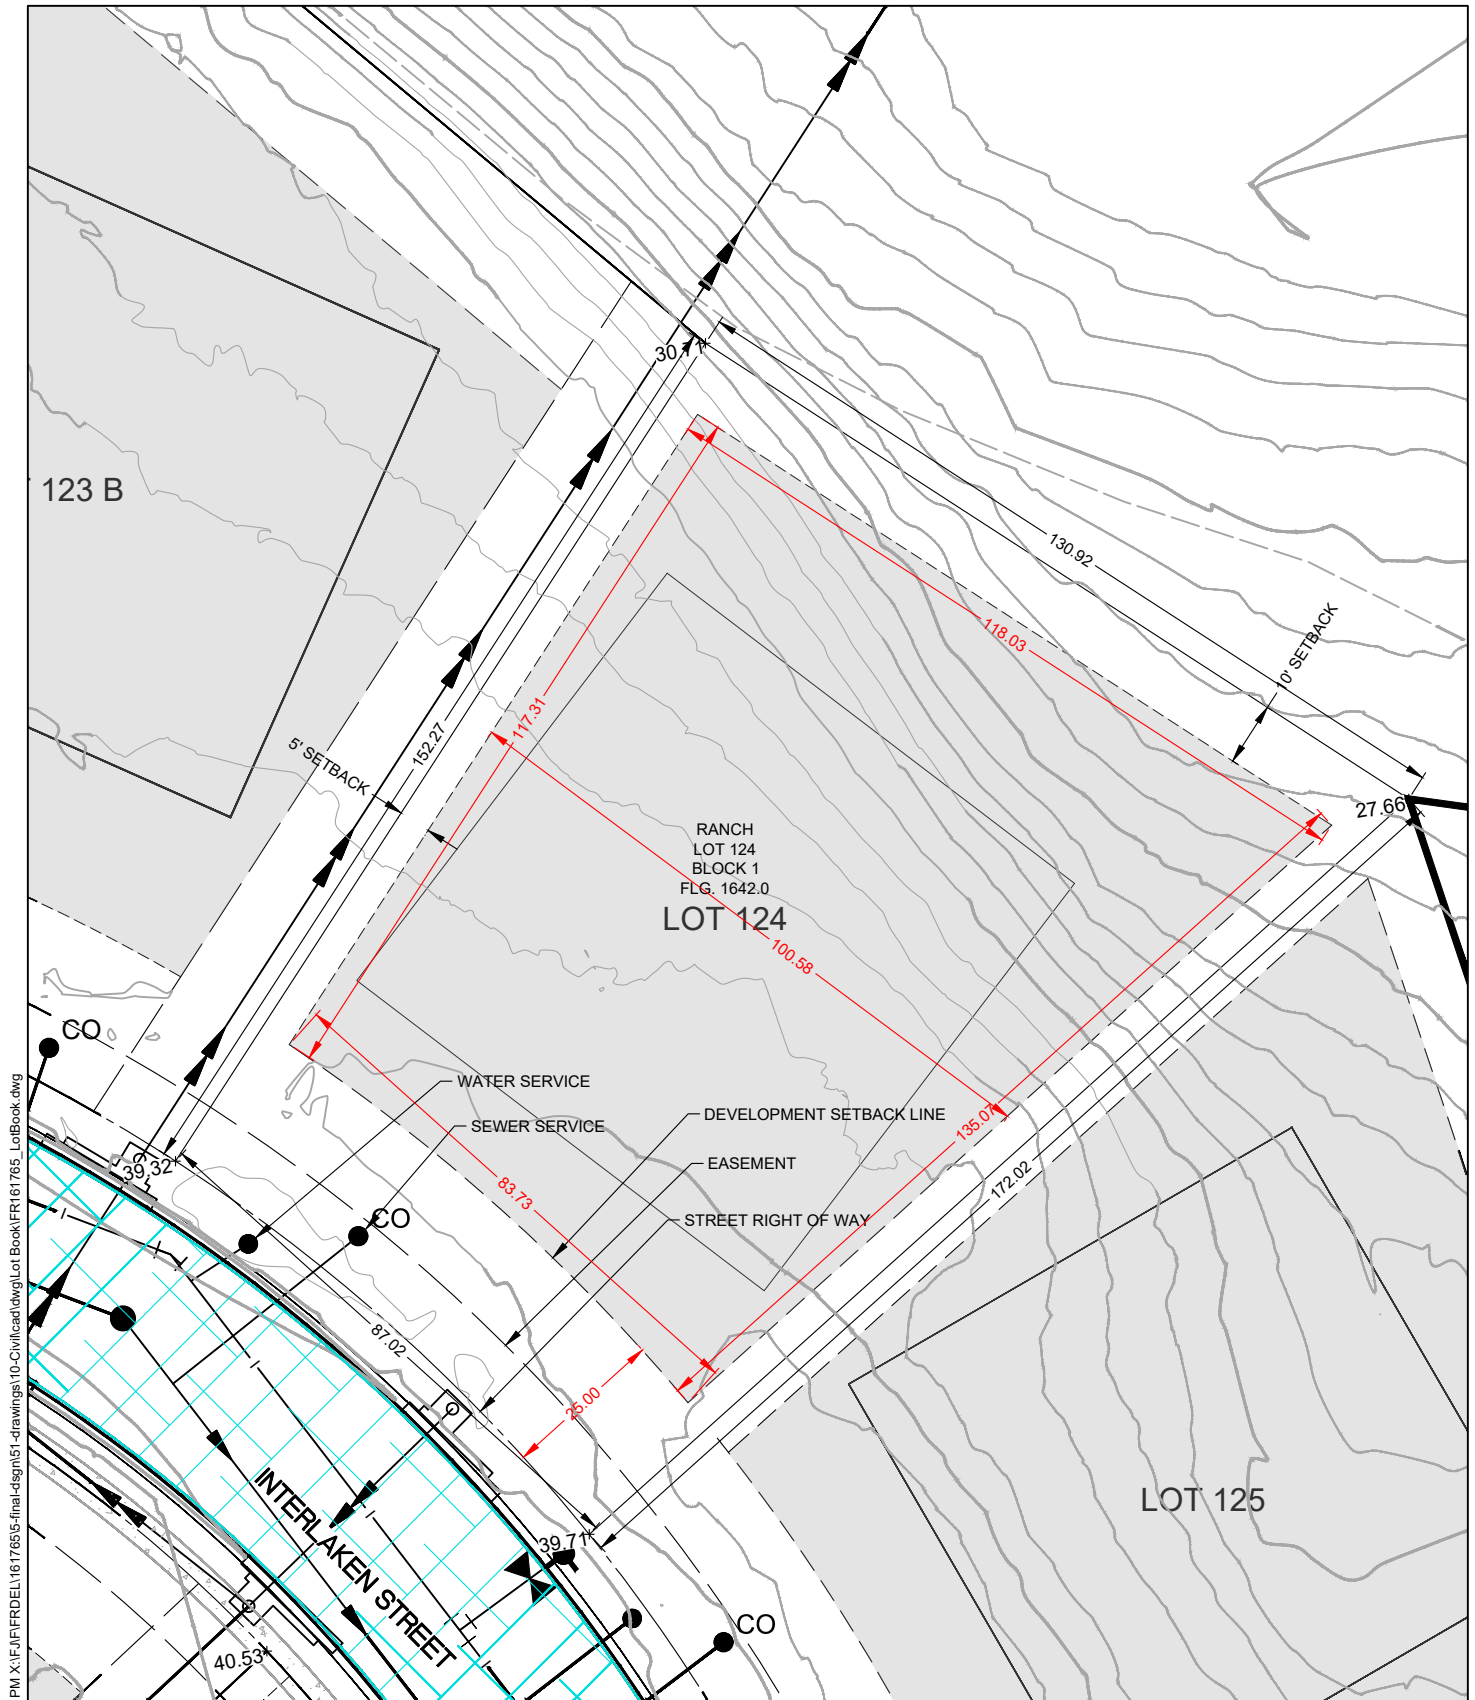 30.71*
123 B
130.92
118.03
10' SETBACK
117.31
152.27
5' SETBACK
27.66
RANCH
LOT 124
BLOCK 1
FLG. 1642.0
LOT 124
100.58
CO
WATER SERVICE
SEWER SERVICE
DEVELOPMENT SETBACK LINE
EASEMENT
STREET RIGHT OF WAY
135.07
172.02
39.32*
83.73
CO
87.02
25.00
INTERLAKEN STREET
LOT 125
39.71*
CO
40.53*
PM X:\FJ\F\FRDEL\161765\5-final-dsgn\51-drawings\10-Civil\cad\dwg\Lot Book\FR161765_LotBook.dwg